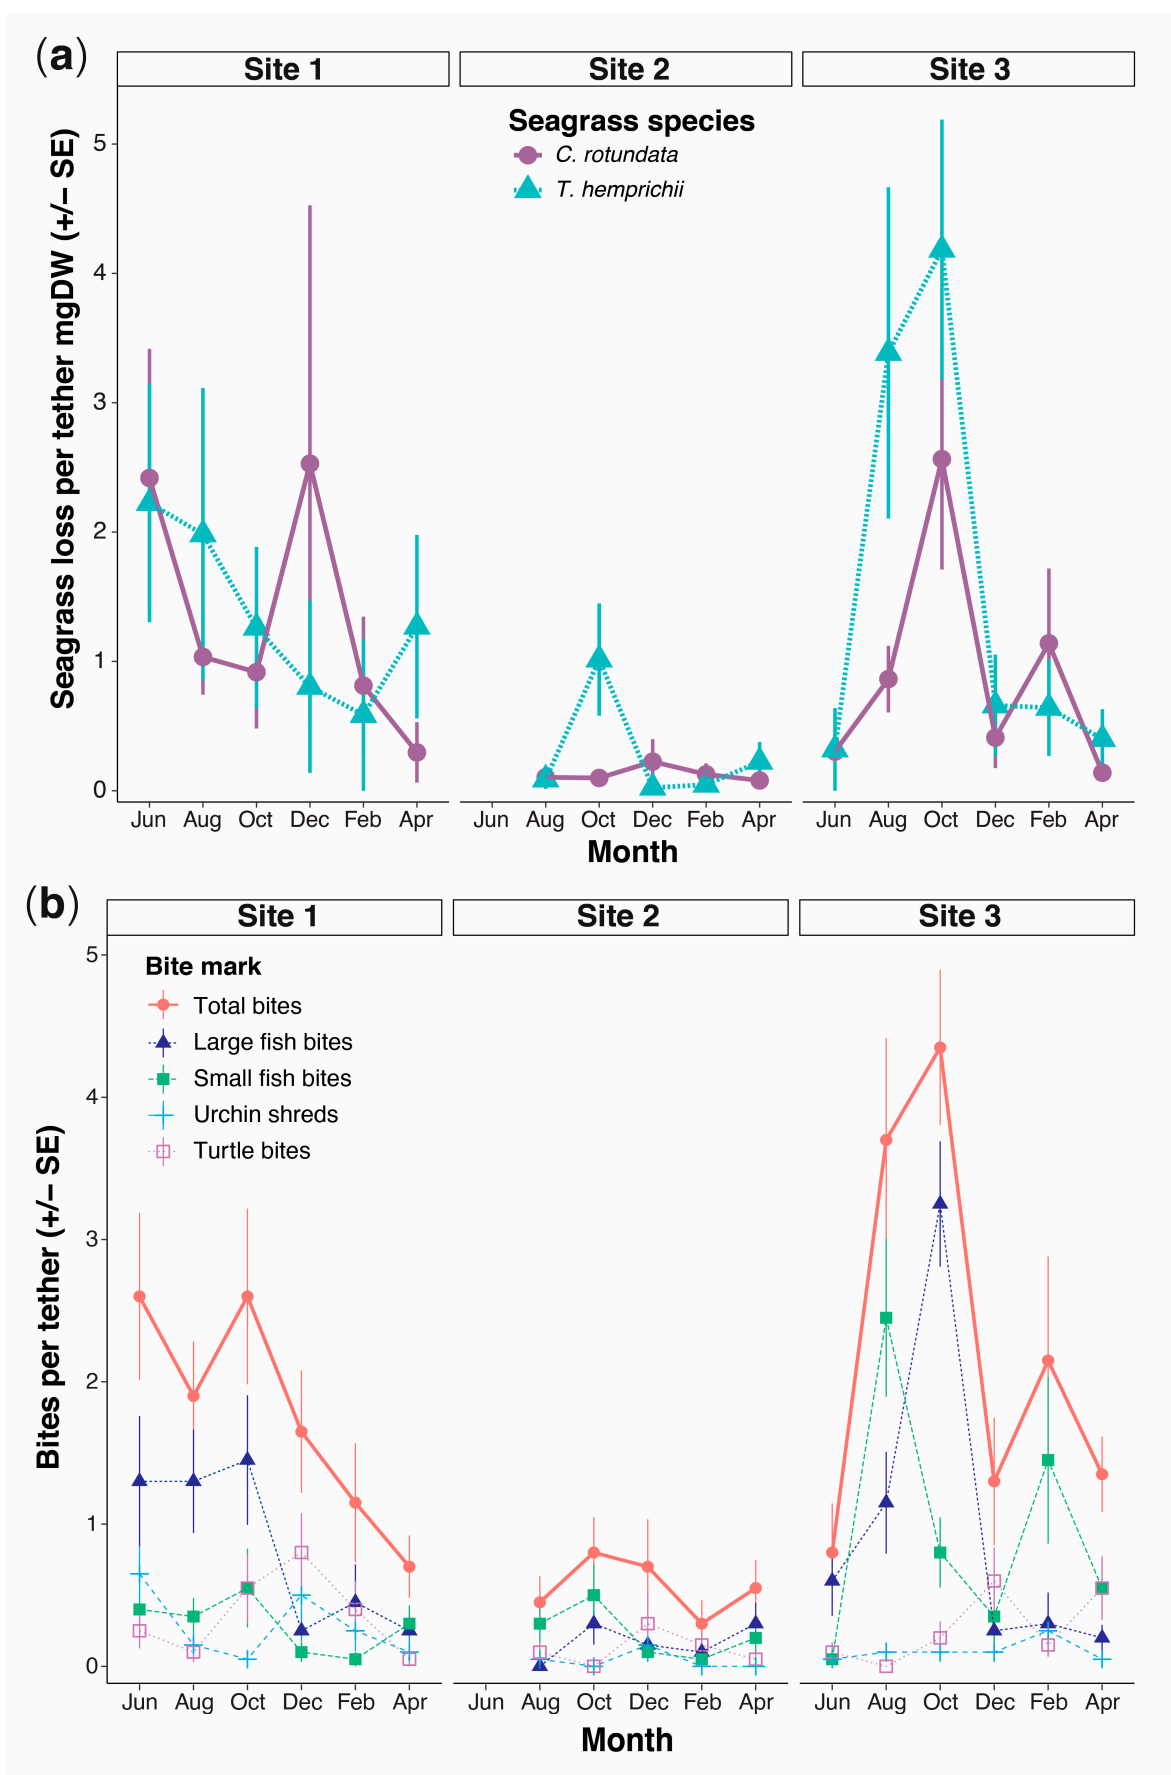 (a)
Site 1 Site 2 Site 3
Seagrass loss per tether mgDW (+/− SE)
5
4
3
2
1
0
Seagrass species
C. rotundata
T. hemprichii
Jun Aug Oct Dec Feb Apr Jun Aug Oct Dec Feb Apr Jun Aug Oct Dec Feb Apr
Month
(b)
Site 1 Site 2 Site 3
Bites per tether (+/− SE)
5
4
3
2
1
0
Bite mark
Total bites
Large fish bites
Small fish bites
Urchin shreds
Turtle bites
Jun Aug Oct Dec Feb Apr Jun Aug Oct Dec Feb Apr Jun Aug Oct Dec Feb Apr
Month